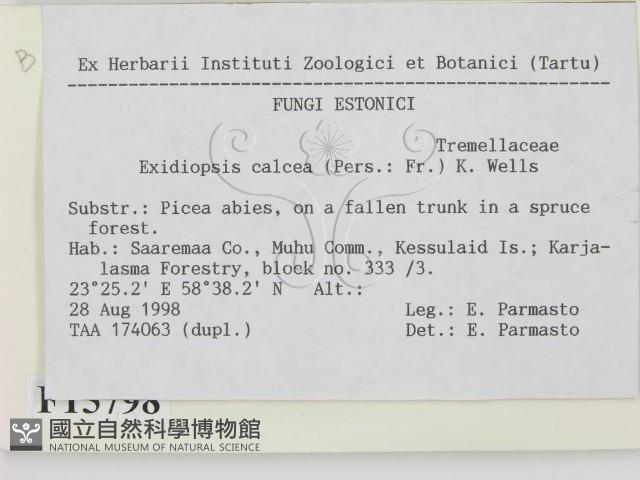 B
Ex Herbarii Instituti Zoologici et Botanici (Tartu)
FUNGI ESTONICI
Tremellaceae
Exidiopsis calcea (Pers.: Fr.) K. Wells
Substr.: Picea abies, on a fallen trunk in a spruce
forest.
Hab.: Saaremaa Co., Muhu Comm., Kessulaid Is.; Karja-
lasma Forestry, block no. 333 /3.
23°25.2' E 58°38.2' N Alt.:
28 Aug 1998 Leg.: E. Parmasto
TAA 174063 (dupl.) Det.: E. Parmasto
F13798
國立自然科學博物館
NATIONAL MUSEUM OF NATURAL SCIENCE